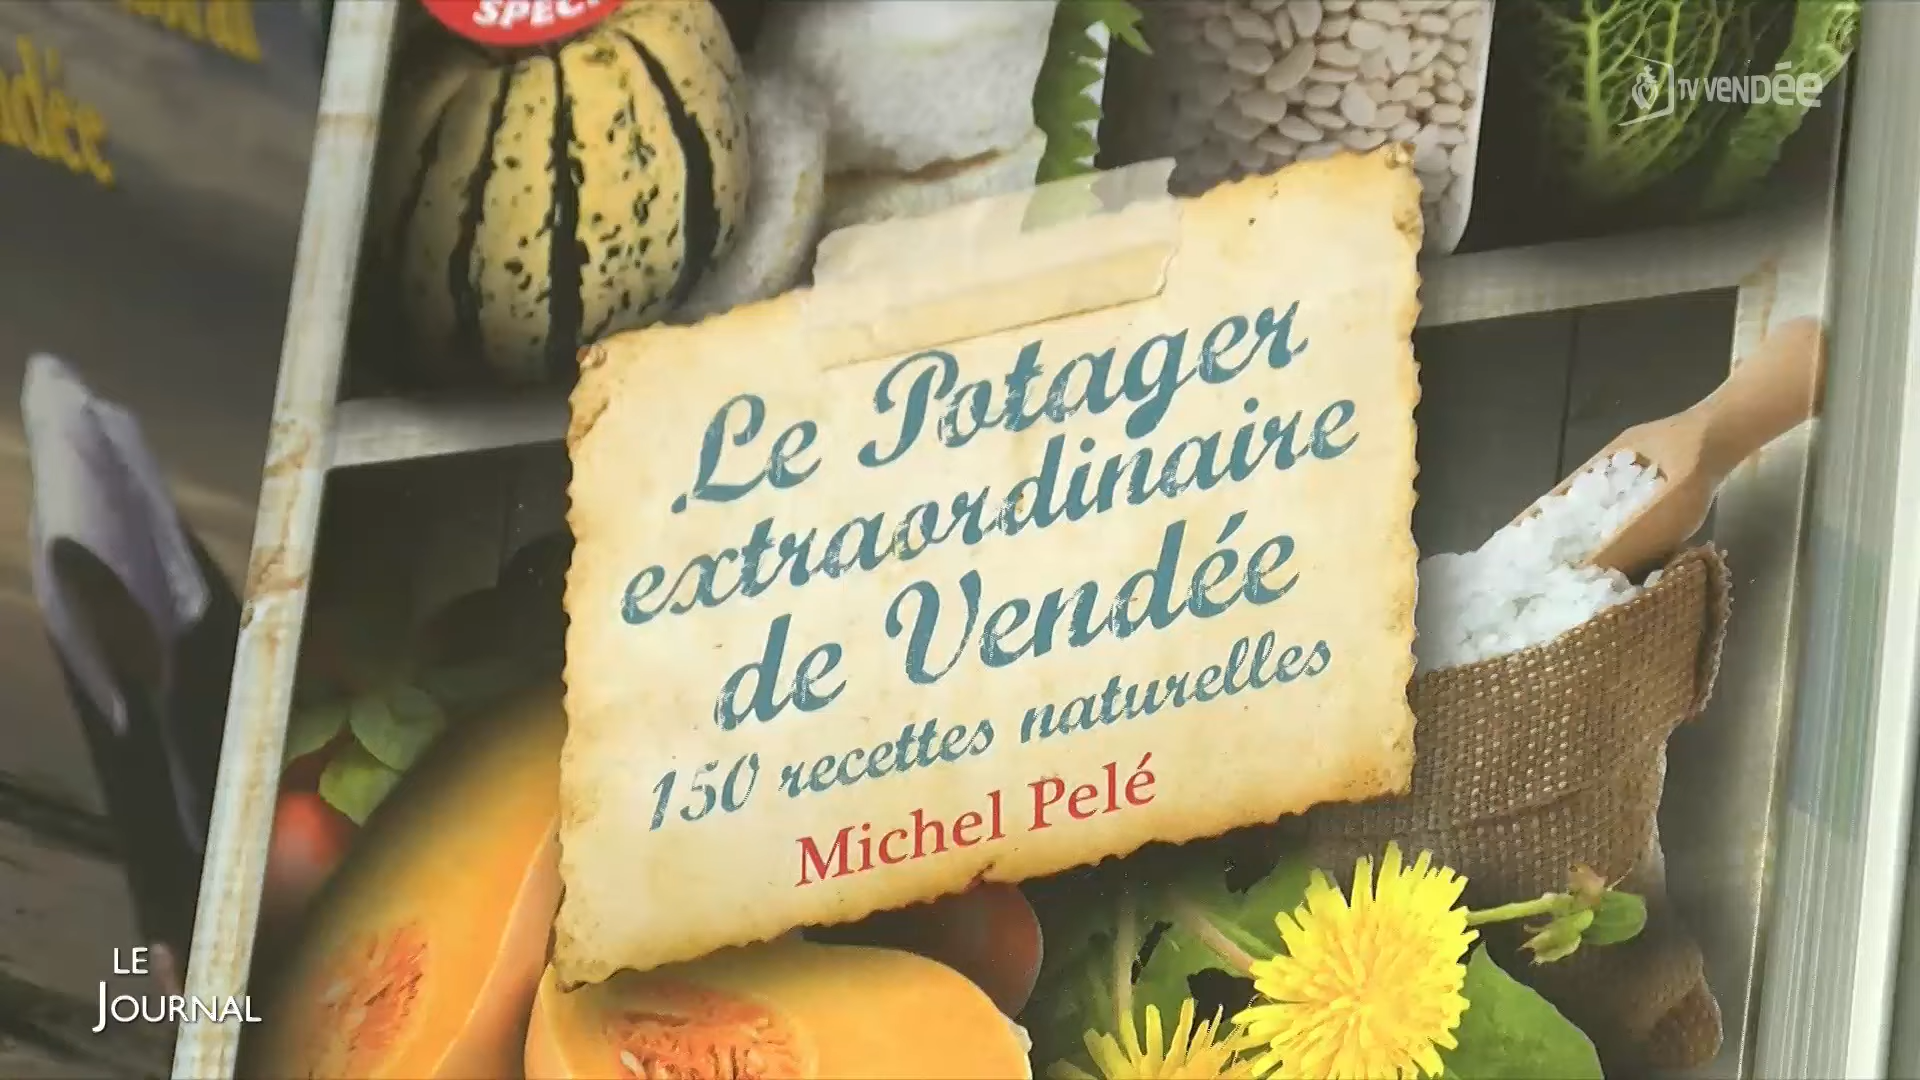 TV VENDÉE
Le Potager
extraordinaire
de Vendée
150 recettes naturelles
Michel Pelé
LE
JOURNAL